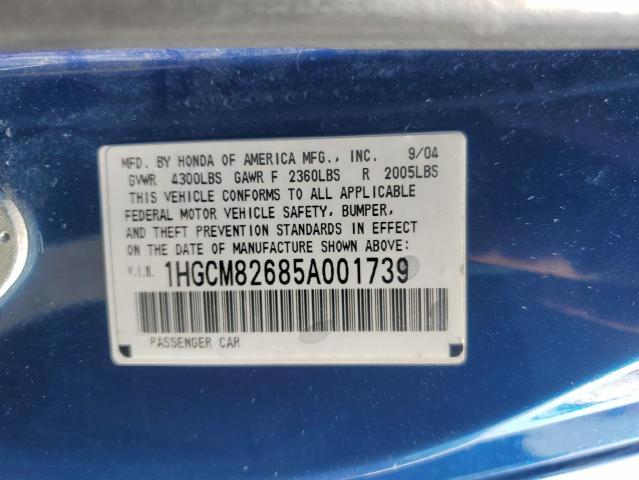 MFD. BY HONDA OF AMERICA MFG., INC. 9/04
GVWR 4300LBS GAWR F 2360LBS R 2005LBS
THIS VEHICLE CONFORMS TO ALL APPLICABLE
FEDERAL MOTOR VEHICLE SAFETY, BUMPER,
AND THEFT PREVENTION STANDARDS IN EFFECT
ON THE DATE OF MANUFACTURE SHOWN ABOVE:
V.I.N. 1HGCM82685A001739
PASSENGER CAR